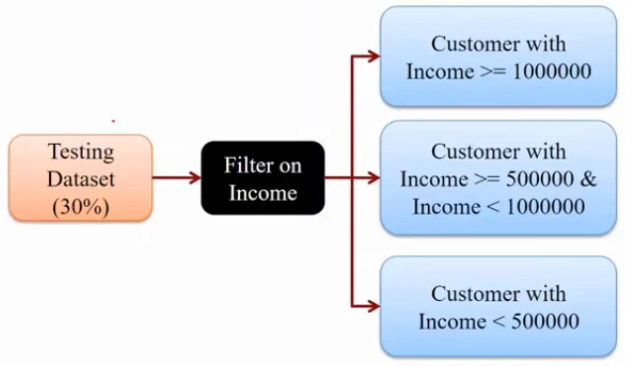 Testing
Dataset
(30%)
Filter on
Income
Customer with
Income >= 1000000
Customer with
Income >= 500000 &
Income < 1000000
Customer with
Income < 500000